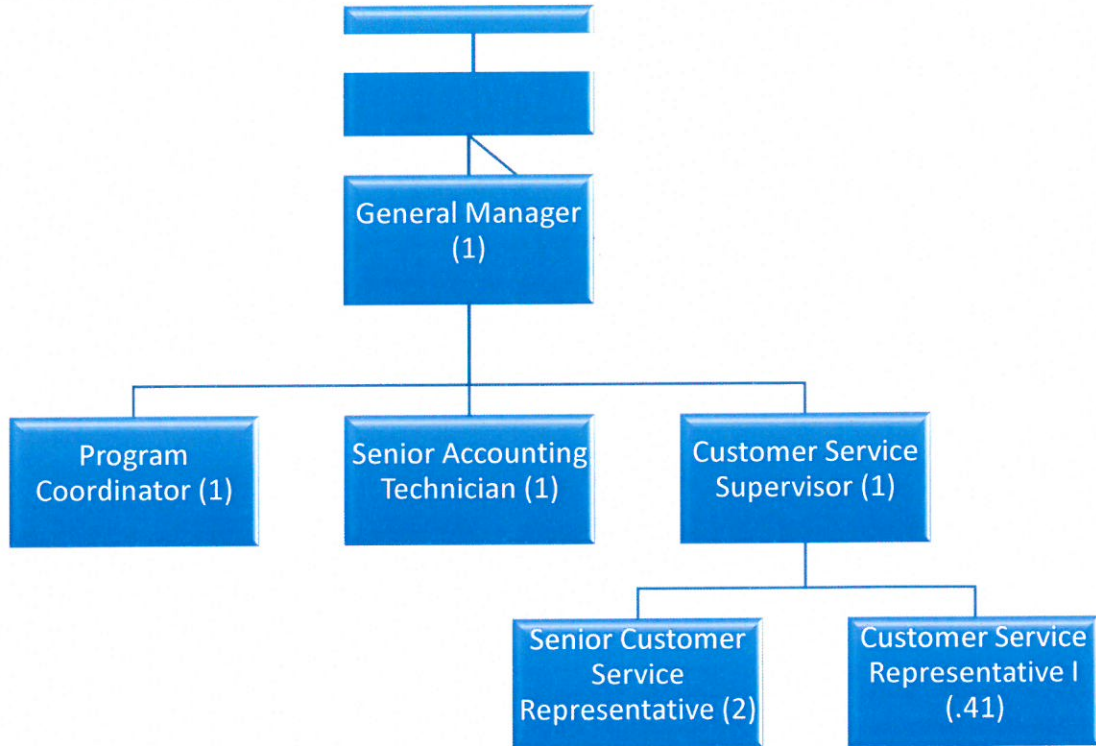 General Manager
(1)
Program
Coordinator (1)
Senior Accounting
Technician (1)
Customer Service
Supervisor (1)
Senior Customer
Service
Representative (2)
Customer Service
Representative I
(.41)